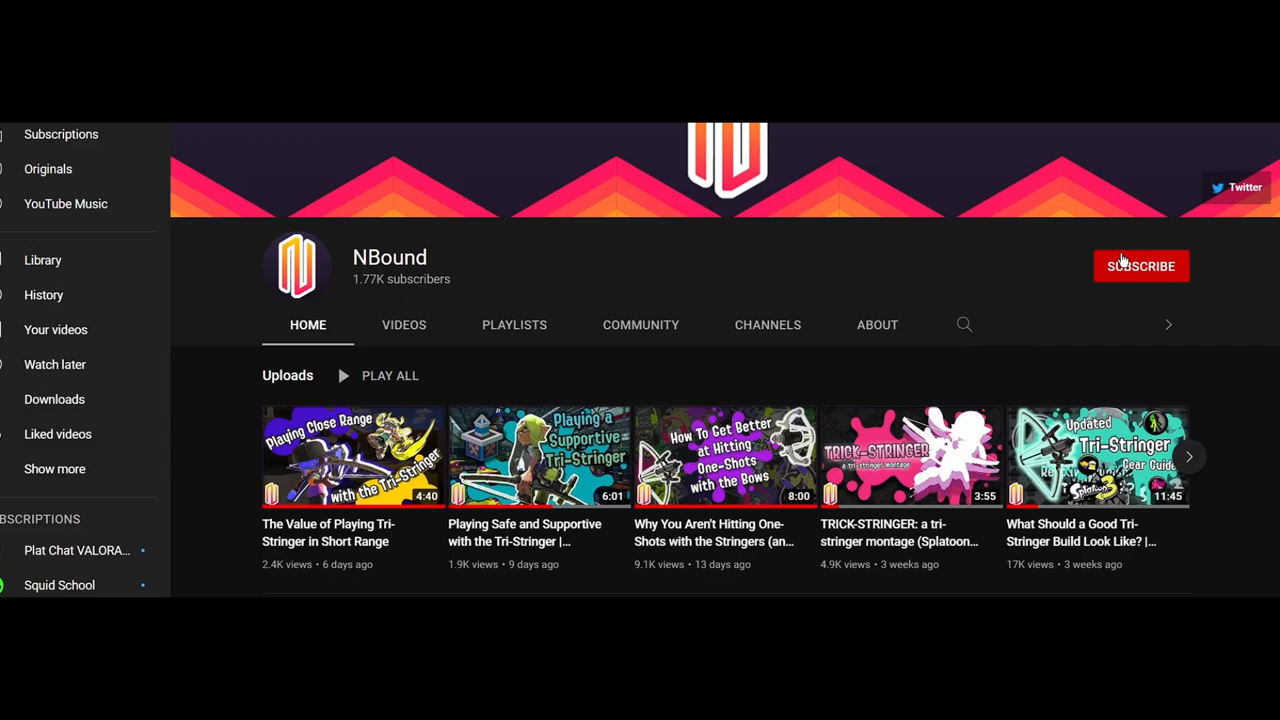 Subscriptions
Originals
YouTube Music
Library
History
Your videos
Watch later
Downloads
Liked videos
Show more
BSCRIPTIONS
Plat Chat VALORA...
Squid School
Twitter
NBound
1.77K subscribers
SUBSCRIBE
HOME
VIDEOS
PLAYLISTS
COMMUNITY
CHANNELS
ABOUT
Uploads
PLAY ALL
Playing Close Range
with the Tri-Stringer
4:40
The Value of Playing Tri-
Stringer in Short Range
2.4K views • 6 days ago
Playing a
Supportive
Tri-Stringer
6:01
Playing Safe and Supportive
with the Tri-Stringer |...
1.9K views • 9 days ago
How To Get Better
at Hitting
One-Shots
with the Bows
8:00
Why You Aren't Hitting One-
Shots with the Stringers (an...
9.1K views • 13 days ago
TRICK-STRINGER
a tri-stringer montage
3:55
TRICK-STRINGER: a tri-
stringer montage (Splatoon...
4.9K views • 3 weeks ago
Updated
Tri-Stringer
Gear Guide
Splatoon 3
11:45
What Should a Good Tri-
Stringer Build Look Like? |...
17K views • 3 weeks ago